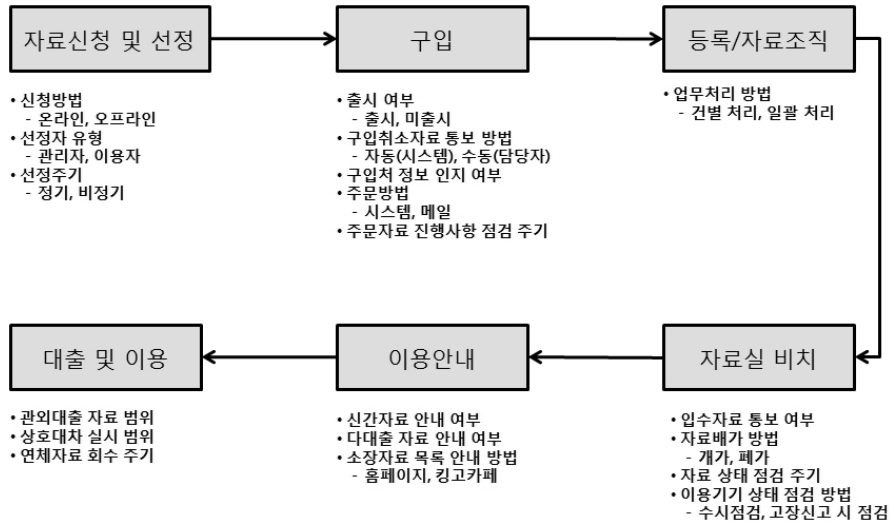 자료신청 및 선정
• 신청방법
- 온라인, 오프라인
• 선정자 유형
- 관리자, 이용자
• 선정주기
- 정기, 비정기
구입
• 출시 여부
- 출시, 미출시
• 구입취소자료 통보 방법
- 자동(시스템), 수동(담당자)
• 구입처 정보 인지 여부
• 주문방법
- 시스템, 메일
• 주문자료 진행사항 점검 주기
등록/자료조직
• 업무처리 방법
- 건별 처리, 일괄 처리
자료실 비치
• 입수자료 통보 여부
• 자료배가 방법
- 개가, 폐가
• 자료 상태 점검 주기
• 이용기기 상태 점검 방법
- 수시점검, 고장신고 시 점검
이용안내
• 신간자료 안내 여부
• 다대출 자료 안내 여부
• 소장자료 목록 안내 방법
- 홈페이지, 킹고카페
대출 및 이용
• 관외대출 자료 범위
• 상호대차 실시 범위
• 연체자료 회수 주기